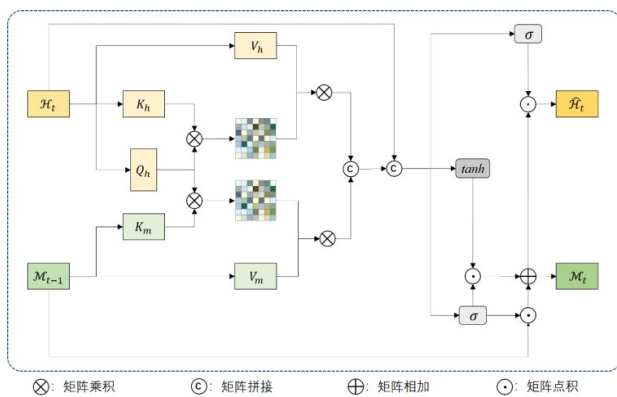 σ
V_h
ℋ_t
K_h
Ĥ_t
Q_h
C
C
tanh
K_m
ℳ_{t-1}
V_m
σ
ℳ_t
⊗: 矩阵乘积 ©: 矩阵拼接 ⊕: 矩阵相加 ⊙: 矩阵点积